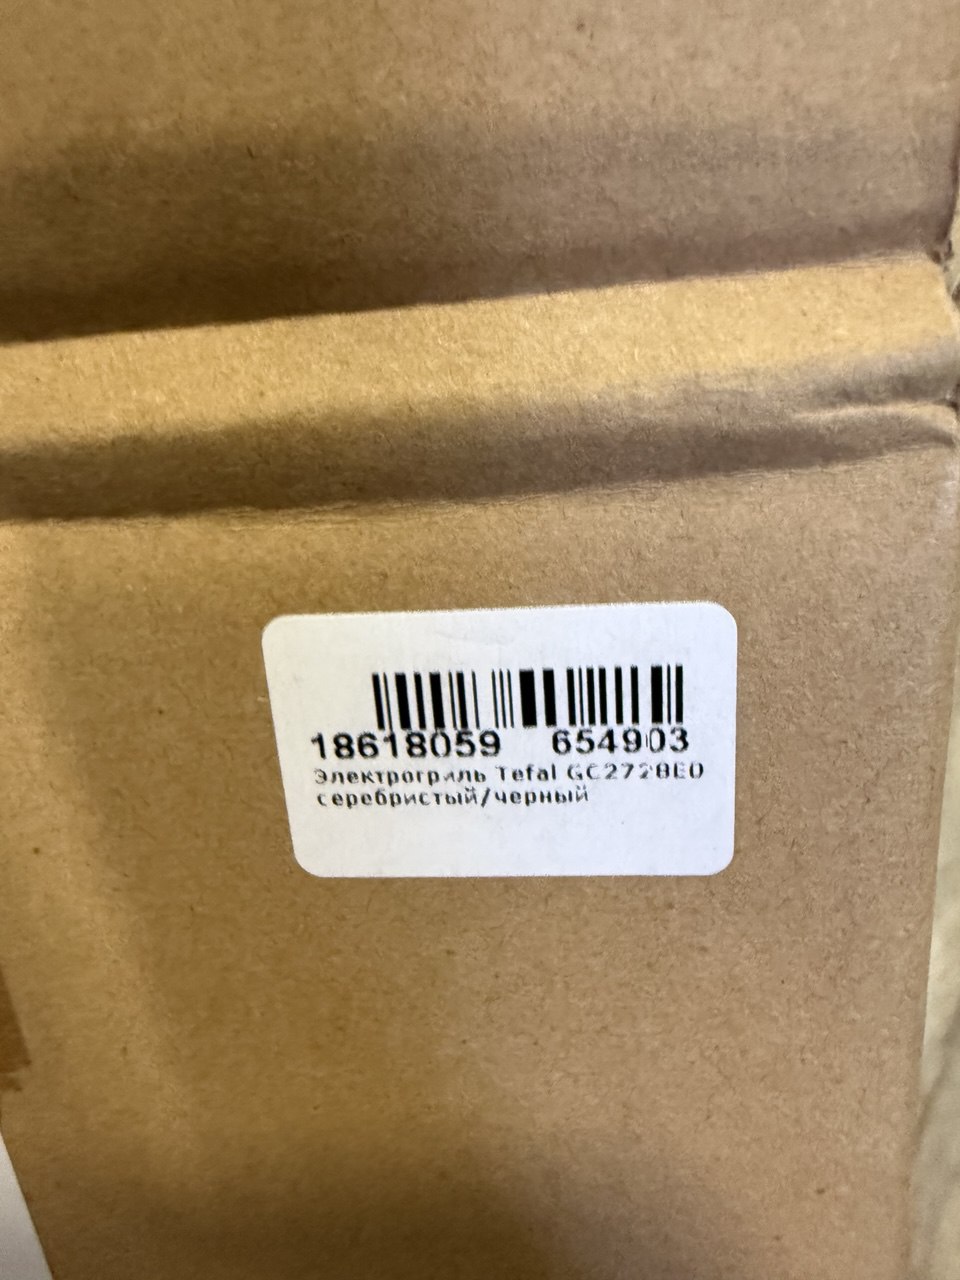 18618059 654903
Электрогриль Tefal GC2728E0
серебристый/черный